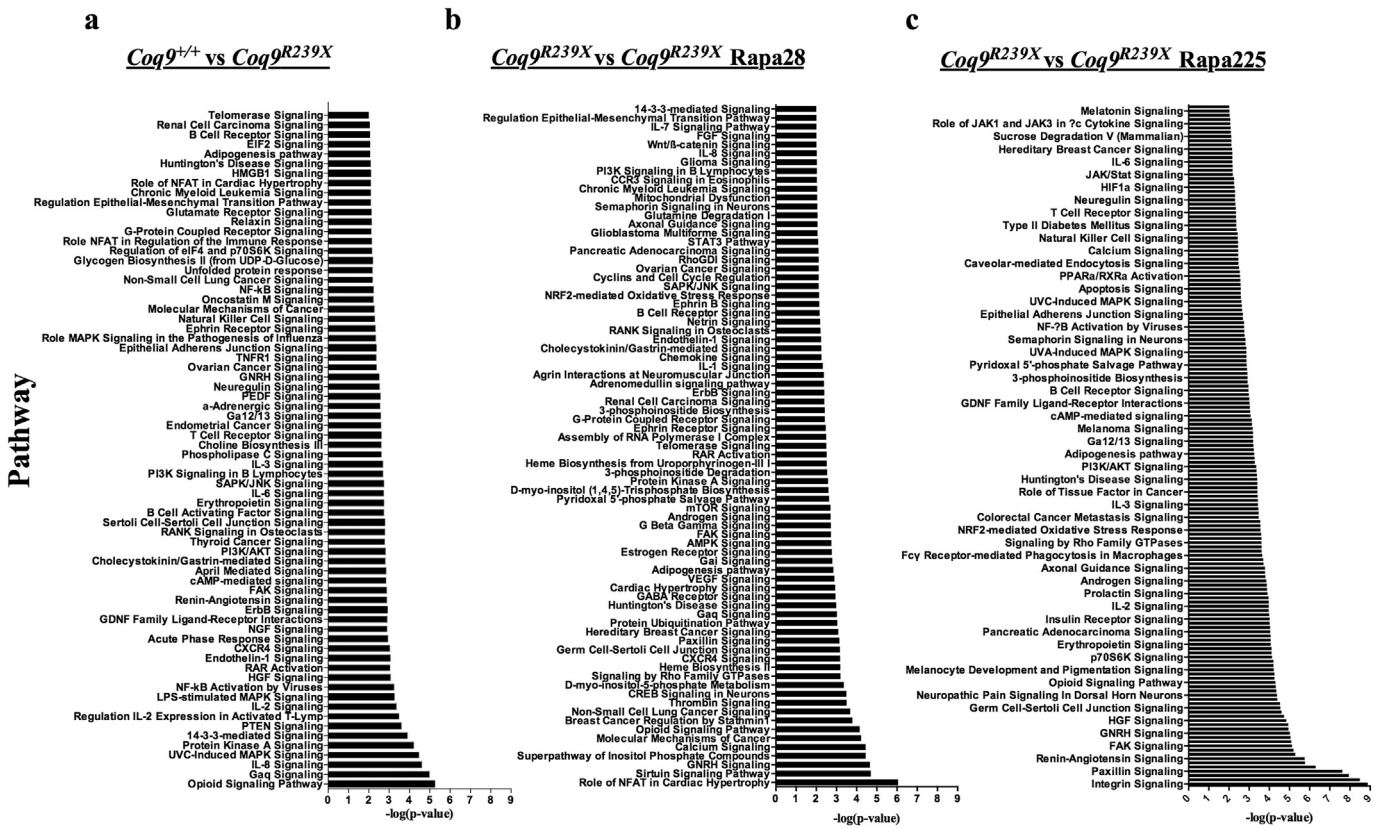 a
Coq9+/+ vs Coq9R239X
Pathway
Telomerase Signaling
Renal Cell Carcinoma Signaling
B Cell Receptor Signaling
EIF2 Signaling
Adipogenesis pathway
Huntington's Disease Signaling
HMGB1 Signaling
Role of NFAT in Cardiac Hypertrophy
Chronic Myeloid Leukemia Signaling
Regulation Epithelial-Mesenchymal Transition Pathway
Glutamate Receptor Signaling
Relaxin Signaling
G-Protein Coupled Receptor Signaling
Role NFAT in Regulation of the Immune Response
Regulation of eIF4 and p70S6K Signaling
Glycogen Biosynthesis II (from UDP-D-Glucose)
Unfolded protein response
Non-Small Cell Lung Cancer Signaling
NF-kB Signaling
Oncostatin M Signaling
Molecular Mechanisms of Cancer
Natural Killer Cell Signaling
Ephrin Receptor Signaling
Role MAPK Signaling in the Pathogenesis of Influenza
Epithelial Adherens Junction Signaling
TNFR1 Signaling
Ovarian Cancer Signaling
GNRH Signaling
Neuregulin Signaling
PEDF Signaling
a-Adrenergic Signaling
Ga12/13 Signaling
Endometrial Cancer Signaling
T Cell Receptor Signaling
Choline Biosynthesis III
Phospholipase C Signaling
IL-3 Signaling
PI3K Signaling in B Lymphocytes
SAPK/JNK Signaling
IL-6 Signaling
Erythropoietin Signaling
B Cell Activating Factor Signaling
Sertoli Cell-Sertoli Cell Junction Signaling
RANK Signaling in Osteoclasts
Thyroid Cancer Signaling
PI3K/AKT Signaling
Cholecystokinin/Gastrin-mediated Signaling
April Mediated Signaling
cAMP-mediated signaling
FAK Signaling
Renin-Angiotensin Signaling
ErbB Signaling
GDNF Family Ligand-Receptor Interactions
NGF Signaling
Acute Phase Response Signaling
CXCR4 Signaling
Endothelin-1 Signaling
RAR Activation
HGF Signaling
NF-kB Activation by Viruses
LPS-stimulated MAPK Signaling
IL-2 Signaling
Regulation IL-2 Expression in Activated T-Lymp
PTEN Signaling
14-3-3-mediated Signaling
Protein Kinase A Signaling
UVC-Induced MAPK Signaling
IL-8 Signaling
Gaq Signaling
Opioid Signaling Pathway
0 1 2 3 4 5 6 7 8 9
-log(p-value)
b
Coq9R239X vs Coq9R239X Rapa28
14-3-3-mediated Signaling
Regulation Epithelial-Mesenchymal Transition Pathway
IL-7 Signaling Pathway
FGF Signaling
Wnt/ß-catenin Signaling
IL-8 Signaling
Glioma Signaling
PI3K Signaling in B Lymphocytes
CCR3 Signaling in Eosinophils
Chronic Myeloid Leukemia Signaling
Mitochondrial Dysfunction
Semaphorin Signaling in Neurons
Glutamine Degradation I
Axonal Guidance Signaling
Glioblastoma Multiforme Signaling
STAT3 Pathway
Pancreatic Adenocarcinoma Signaling
RhoGDI Signaling
Ovarian Cancer Signaling
Cyclins and Cell Cycle Regulation
SAPK/JNK Signaling
NRF2-mediated Oxidative Stress Response
Ephrin B Signaling
B Cell Receptor Signaling
Netrin Signaling
RANK Signaling in Osteoclasts
Endothelin-1 Signaling
Cholecystokinin/Gastrin-mediated Signaling
Chemokine Signaling
IL-1 Signaling
Agrin Interactions at Neuromuscular Junction
Adrenomedullin signaling pathway
ErbB Signaling
Renal Cell Carcinoma Signaling
3-phosphoinositide Biosynthesis
G-Protein Coupled Receptor Signaling
Ephrin Receptor Signaling
Assembly of RNA Polymerase I Complex
Telomerase Signaling
RAR Activation
Heme Biosynthesis from Uroporphyrinogen-III I
3-phosphoinositide Degradation
Protein Kinase A Signaling
D-myo-inositol (1,4,5)-Trisphosphate Biosynthesis
Pyridoxal 5'-phosphate Salvage Pathway
mTOR Signaling
Androgen Signaling
G Beta Gamma Signaling
FAK Signaling
AMPK Signaling
Estrogen Receptor Signaling
Gai Signaling
Adipogenesis pathway
VEGF Signaling
Cardiac Hypertrophy Signaling
GABA Receptor Signaling
Huntington's Disease Signaling
Gaq Signaling
Protein Ubiquitination Pathway
Hereditary Breast Cancer Signaling
Paxillin Signaling
Germ Cell-Sertoli Cell Junction Signaling
CXCR4 Signaling
Heme Biosynthesis II
Signaling by Rho Family GTPases
D-myo-inositol-5-phosphate Metabolism
CREB Signaling in Neurons
Thrombin Signaling
Non-Small Cell Lung Cancer Signaling
Breast Cancer Regulation by Stathmin1
Opioid Signaling Pathway
Molecular Mechanisms of Cancer
Calcium Signaling
Superpathway of Inositol Phosphate Compounds
GNRH Signaling
Sirtuin Signaling Pathway
Role of NFAT in Cardiac Hypertrophy
0 1 2 3 4 5 6 7 8 9
-log(p-value)
c
Coq9R239X vs Coq9R239X Rapa225
Melatonin Signaling
Role of JAK1 and JAK3 in ?c Cytokine Signaling
Sucrose Degradation V (Mammalian)
Hereditary Breast Cancer Signaling
IL-6 Signaling
JAK/Stat Signaling
HIF1a Signaling
Neuregulin Signaling
T Cell Receptor Signaling
Type II Diabetes Mellitus Signaling
Natural Killer Cell Signaling
Calcium Signaling
Caveolar-mediated Endocytosis Signaling
PPARa/RXRa Activation
Apoptosis Signaling
UVC-Induced MAPK Signaling
Epithelial Adherens Junction Signaling
NF-?B Activation by Viruses
Semaphorin Signaling in Neurons
UVA-Induced MAPK Signaling
Pyridoxal 5'-phosphate Salvage Pathway
3-phosphoinositide Biosynthesis
B Cell Receptor Signaling
GDNF Family Ligand-Receptor Interactions
cAMP-mediated signaling
Melanoma Signaling
Ga12/13 Signaling
Adipogenesis pathway
PI3K/AKT Signaling
Huntington's Disease Signaling
Role of Tissue Factor in Cancer
IL-3 Signaling
Colorectal Cancer Metastasis Signaling
NRF2-mediated Oxidative Stress Response
Signaling by Rho Family GTPases
Fcγ Receptor-mediated Phagocytosis in Macrophages
Axonal Guidance Signaling
Androgen Signaling
Prolactin Signaling
IL-2 Signaling
Insulin Receptor Signaling
Pancreatic Adenocarcinoma Signaling
Erythropoietin Signaling
p70S6K Signaling
Melanocyte Development and Pigmentation Signaling
Opioid Signaling Pathway
Neuropathic Pain Signaling In Dorsal Horn Neurons
Germ Cell-Sertoli Cell Junction Signaling
HGF Signaling
GNRH Signaling
FAK Signaling
Renin-Angiotensin Signaling
Paxillin Signaling
Integrin Signaling
0 1 2 3 4 5 6 7 8 9
-log(p-value)